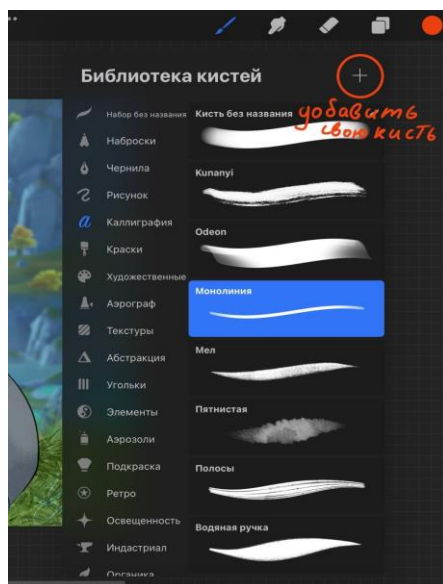 Библиотека кистей
добавить
свою кисть
Набор без названия
Наброски
Чернила
Рисунок
Каллиграфия
Краски
Художественные
Аэрограф
Текстуры
Абстракция
Угольки
Элементы
Аэрозоли
Подкраска
Ретро
Освещенность
Индастриал
Органика
Кисть без названия
Kunanyi
Odeon
Монолиния
Мел
Пятнистая
Полосы
Водяная ручка